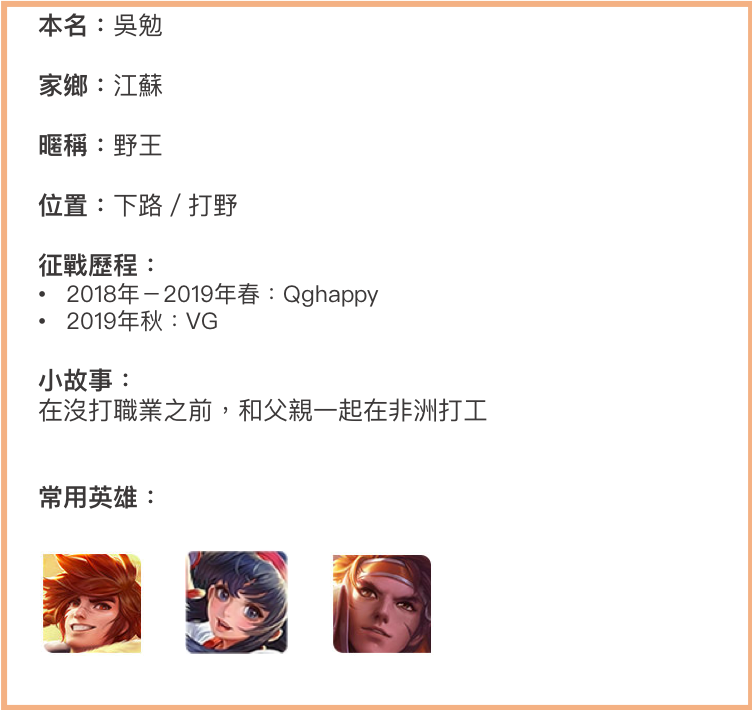 本名：吳勉
家鄉：江蘇
暱稱：野王
位置：下路 / 打野
征戰歷程：
• 2018年－2019年春：Qghappy
• 2019年秋：VG
小故事：
在沒打職業之前，和父親一起在非洲打工
常用英雄：